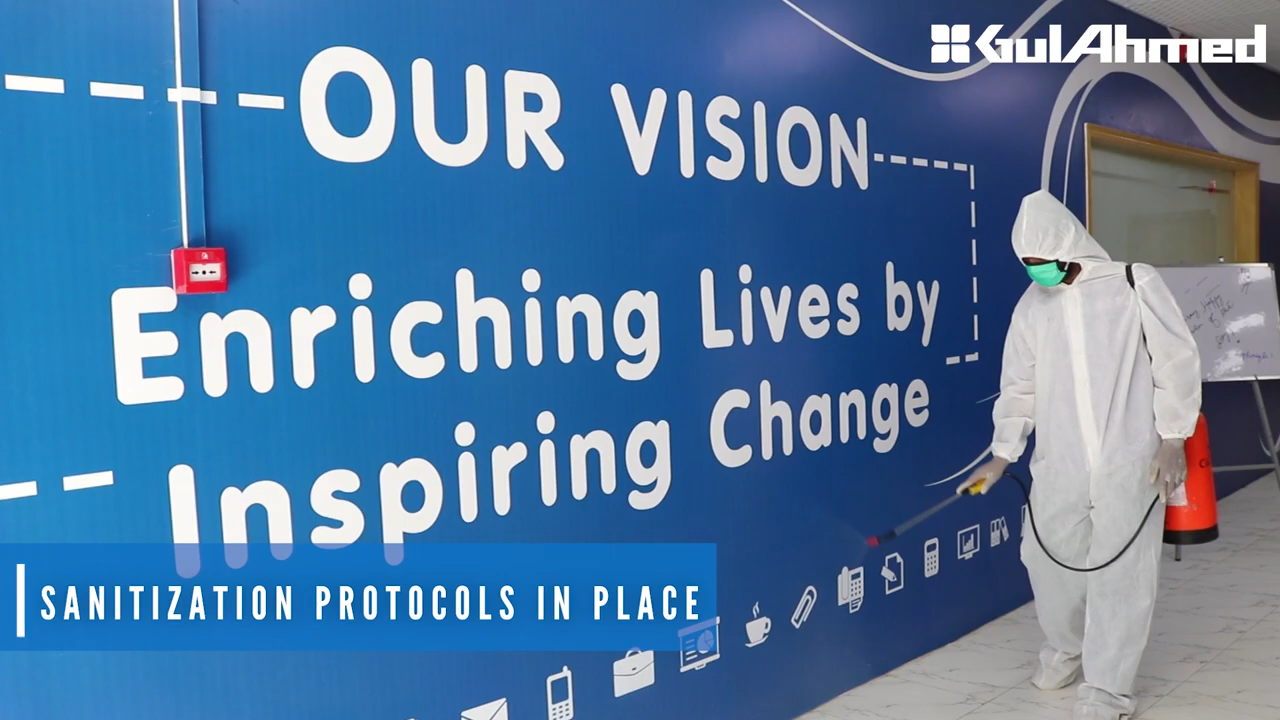 GulAhmed
OUR VISION
Enriching Lives by
Inspiring Change
SANITIZATION PROTOCOLS IN PLACE